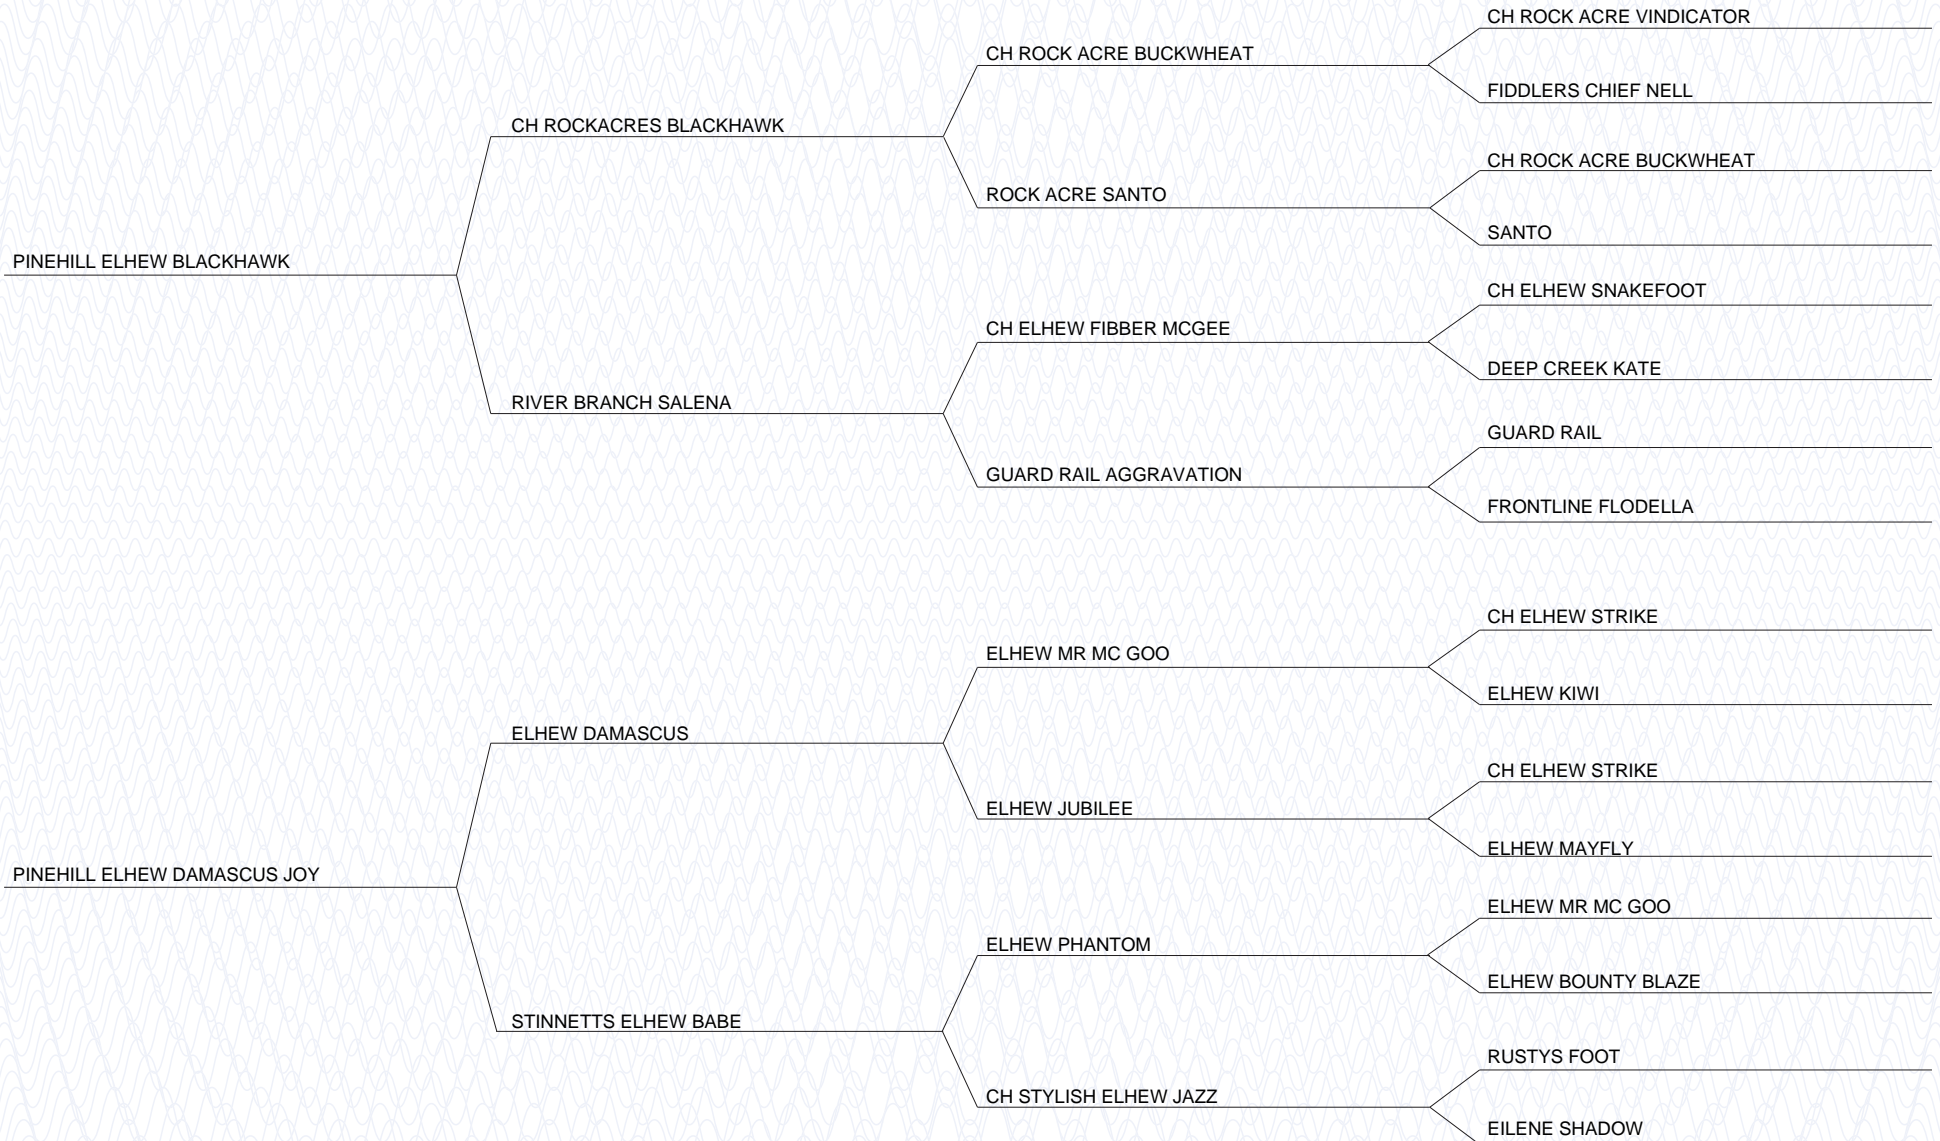 CH ROCK ACRE VINDICATOR
CH ROCK ACRE BUCKWHEAT
FIDDLERS CHIEF NELL
CH ROCKACRES BLACKHAWK
CH ROCK ACRE BUCKWHEAT
ROCK ACRE SANTO
SANTO
PINEHILL ELHEW BLACKHAWK
CH ELHEW SNAKEFOOT
CH ELHEW FIBBER MCGEE
DEEP CREEK KATE
RIVER BRANCH SALENA
GUARD RAIL
GUARD RAIL AGGRAVATION
FRONTLINE FLODELLA
CH ELHEW STRIKE
ELHEW MR MC GOO
ELHEW KIWI
ELHEW DAMASCUS
CH ELHEW STRIKE
ELHEW JUBILEE
ELHEW MAYFLY
PINEHILL ELHEW DAMASCUS JOY
ELHEW MR MC GOO
ELHEW PHANTOM
ELHEW BOUNTY BLAZE
STINNETTS ELHEW BABE
RUSTYS FOOT
CH STYLISH ELHEW JAZZ
EILENE SHADOW